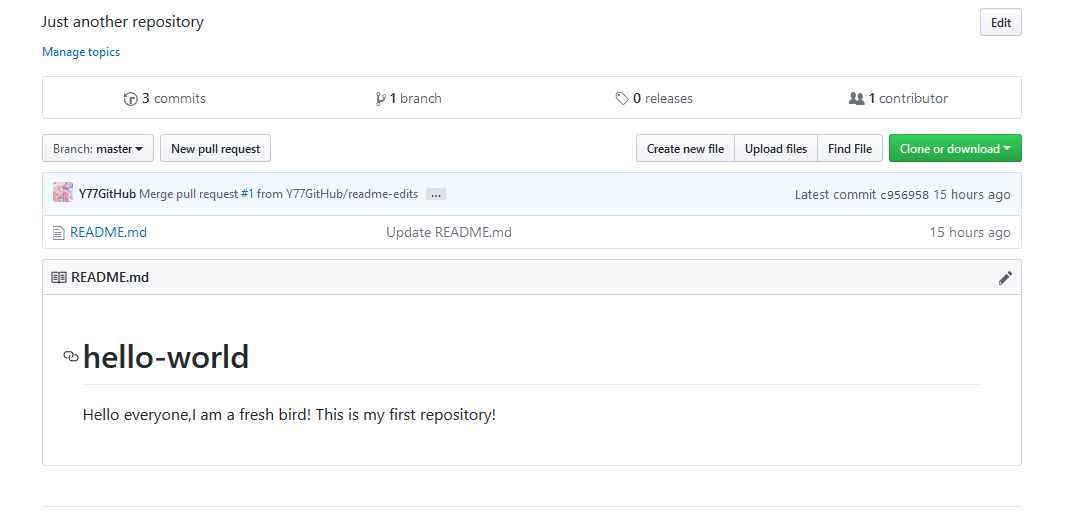 Just another repository Edit
Manage topics
3 commits 1 branch 0 releases 1 contributor
Branch: master New pull request Create new file Upload files Find File Clone or download
Y77GitHub Merge pull request #1 from Y77GitHub/readme-edits ... Latest commit c956958 15 hours ago
README.md Update README.md 15 hours ago
README.md
hello-world
Hello everyone,I am a fresh bird! This is my first repository!